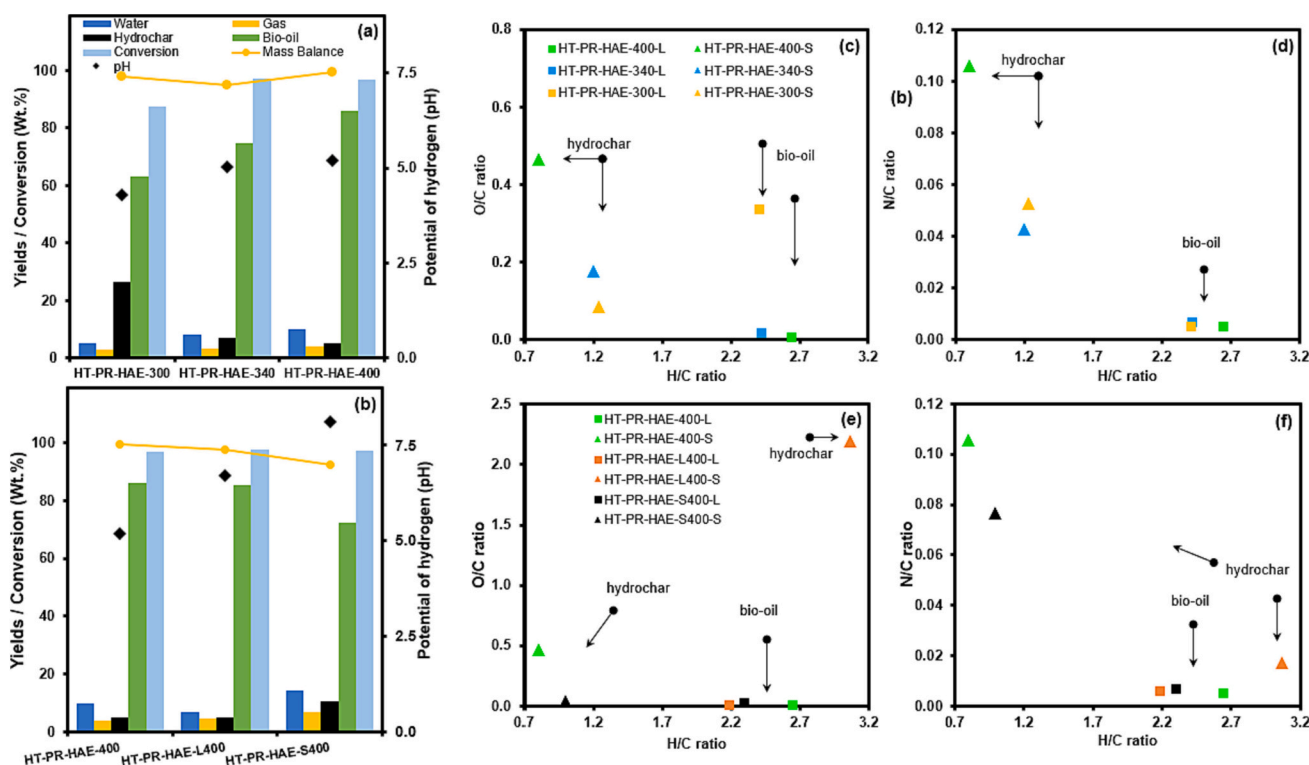 Water
Gas
(a)
Hydrochar
Bio-oil
Conversion
Mass Balance
pH
Yields / Conversion (Wt.%)
100
80
60
40
20
0
7.5
5.0
2.5
0.0
Potential of hydrogen (pH)
HT-PR-HAE-300
HT-PR-HAE-340
HT-PR-HAE-400
(c)
HT-PR-HAE-400-L
HT-PR-HAE-400-S
HT-PR-HAE-340-L
HT-PR-HAE-340-S
HT-PR-HAE-300-L
HT-PR-HAE-300-S
hydrochar
bio-oil
O/C ratio
0.8
0.6
0.4
0.2
0.0
0.7
1.2
1.7
2.2
2.7
3.2
H/C ratio
(d)
(b)
hydrochar
bio-oil
N/C ratio
0.12
0.10
0.08
0.06
0.04
0.02
0.00
0.7
1.2
1.7
2.2
2.7
3.2
H/C ratio
(b)
Yields / Conversion (Wt.%)
100
80
60
40
20
0
7.5
5.0
2.5
0.0
Potential of hydrogen (pH)
HT-PR-HAE-400
HT-PR-HAE-L400
HT-PR-HAE-S400
(e)
HT-PR-HAE-400-L
HT-PR-HAE-400-S
HT-PR-HAE-L400-L
HT-PR-HAE-L400-S
HT-PR-HAE-S400-L
HT-PR-HAE-S400-S
hydrochar
hydrochar
bio-oil
O/C ratio
2.5
2.0
1.5
1.0
0.5
0.0
0.7
1.2
1.7
2.2
2.7
3.2
H/C ratio
(f)
hydrochar
bio-oil
N/C ratio
0.12
0.10
0.08
0.06
0.04
0.02
0.00
0.7
1.2
1.7
2.2
2.7
3.2
H/C ratio